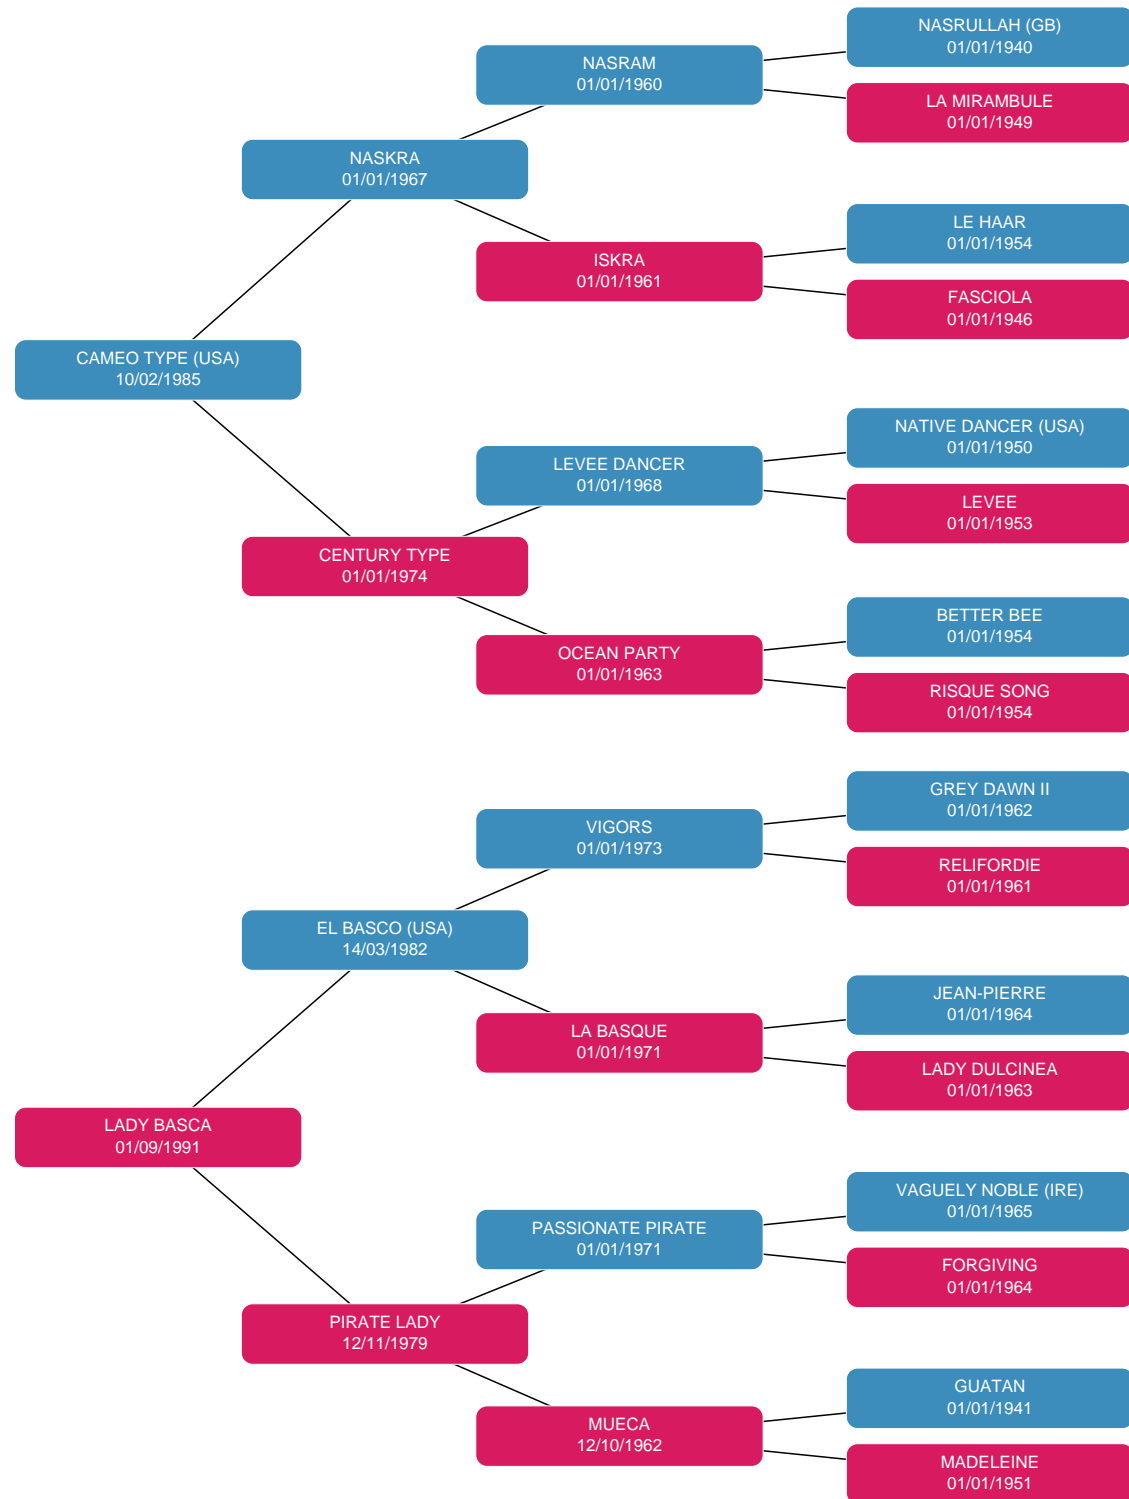 NASRULLAH (GB)
01/01/1940
NASRAM
01/01/1960
LA MIRAMBULE
01/01/1949
NASKRA
01/01/1967
LE HAAR
01/01/1954
ISKRA
01/01/1961
FASCIOLA
01/01/1946
CAMEO TYPE (USA)
10/02/1985
NATIVE DANCER (USA)
01/01/1950
LEVEE DANCER
01/01/1968
LEVEE
01/01/1953
CENTURY TYPE
01/01/1974
BETTER BEE
01/01/1954
OCEAN PARTY
01/01/1963
RISQUE SONG
01/01/1954
GREY DAWN II
01/01/1962
VIGORS
01/01/1973
RELIFORDIE
01/01/1961
EL BASCO (USA)
14/03/1982
JEAN-PIERRE
01/01/1964
LA BASQUE
01/01/1971
LADY DULCINEA
01/01/1963
LADY BASCA
01/09/1991
VAGUELY NOBLE (IRE)
01/01/1965
PASSIONATE PIRATE
01/01/1971
FORGIVING
01/01/1964
PIRATE LADY
12/11/1979
GUATAN
01/01/1941
MUECA
12/10/1962
MADELEINE
01/01/1951